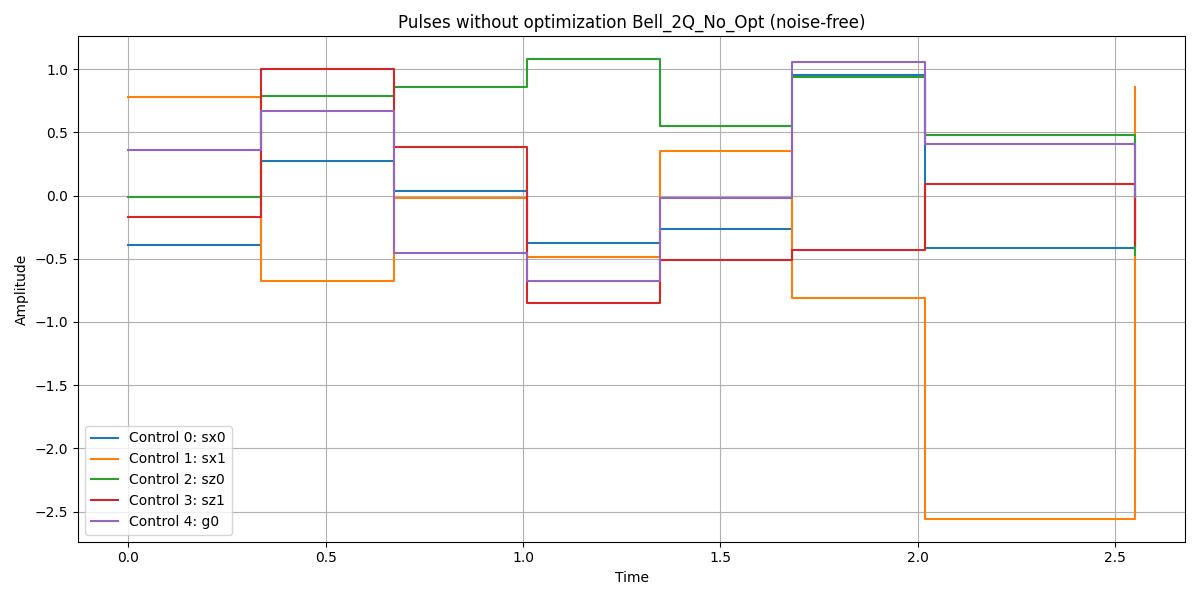 Pulses without optimization Bell_2Q_No_Opt (noise-free)
Amplitude
1.0
0.5
0.0
−0.5
−1.0
−1.5
−2.0
−2.5
Control 0: sx0
Control 1: sx1
Control 2: sz0
Control 3: sz1
Control 4: g0
0.0 0.5 1.0 1.5 2.0 2.5
Time